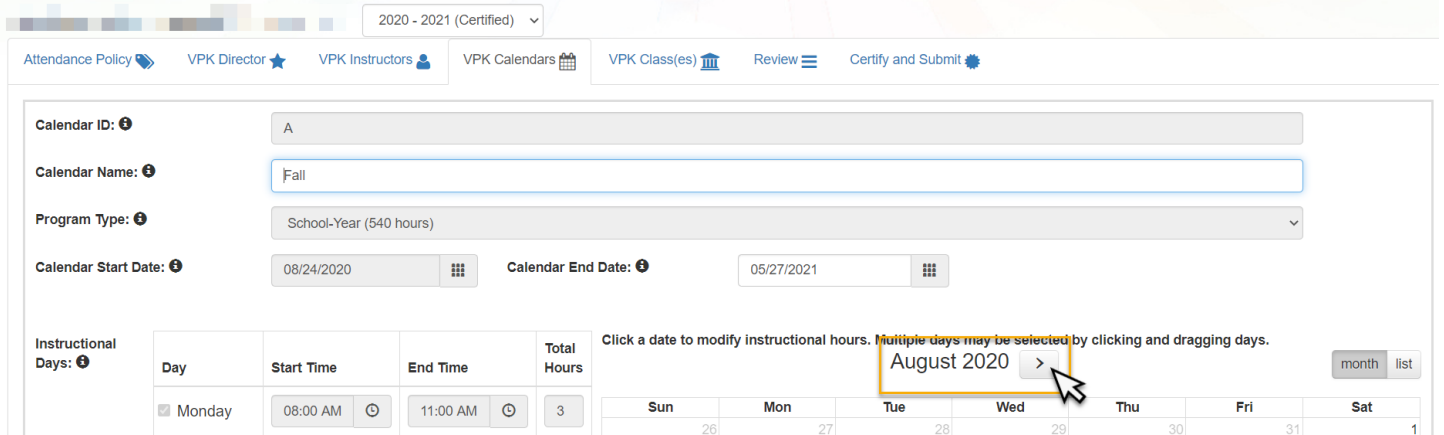 2020 - 2021 (Certified)
Attendance Policy VPK Director VPK Instructors VPK Calendars VPK Class(es) Review Certify and Submit
Calendar ID: A
Calendar Name: Fall
Program Type: School-Year (540 hours)
Calendar Start Date: 08/24/2020 Calendar End Date: 05/27/2021
Instructional Days:
Click a date to modify instructional hours. Multiple days may be selected by clicking and dragging days.
Day Start Time End Time Total Hours
August 2020 > month list
Monday 08:00 AM 11:00 AM 3
Sun Mon Tue Wed Thu Fri Sat
26 27 28 29 30 31 1